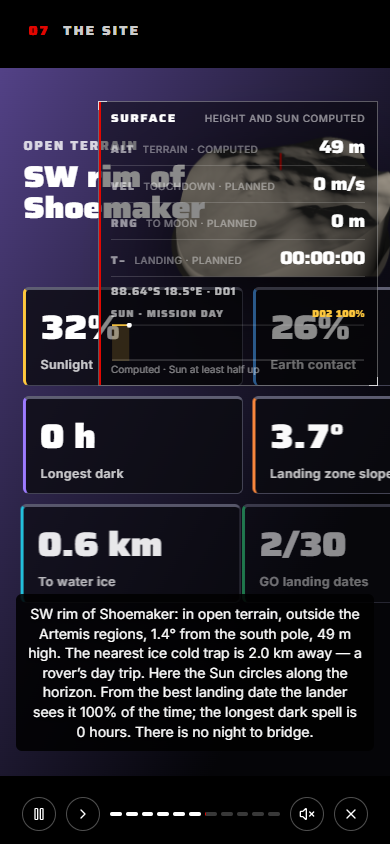 07 THE SITE
SURFACE HEIGHT AND SUN COMPUTED
OPEN TERRAIN
ALT TERRAIN · COMPUTED 49 m
SW rim of
Shoemaker
VEL TOUCHDOWN · PLANNED 0 m/s
RNG TO MOON · PLANNED 0 m
T- LANDING · PLANNED 00:00:00
88.64°S 18.5°E · D01
SUN · MISSION DAY D02 100%
32% 26%
Sunlight Earth contact
Computed · Sun at least half up
0 h 3.7°
Longest dark Landing zone slope
0.6 km 2/30
To water ice GO landing dates
SW rim of Shoemaker: in open terrain, outside the
Artemis regions, 1.4° from the south pole, 49 m
high. The nearest ice cold trap is 2.0 km away — a
rover's day trip. Here the Sun circles along the
horizon. From the best landing date the lander
sees it 100% of the time; the longest dark spell is
0 hours. There is no night to bridge.